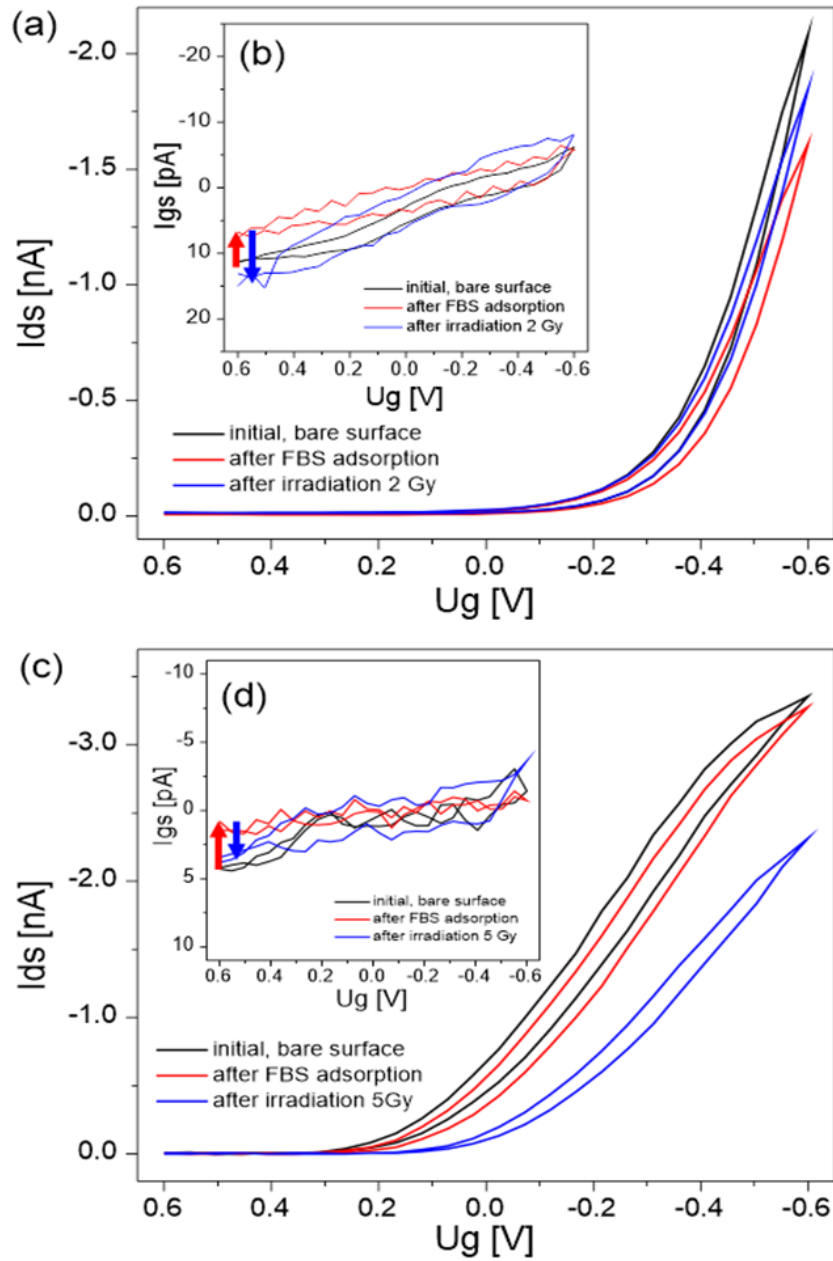 (a)
(b)
Ids [nA]
-2.0
-1.5
-1.0
-0.5
0.0
Igs [pA]
-20
-10
0
10
20
initial, bare surface
after FBS adsorption
after irradiation 2 Gy
0.6 0.4 0.2 0.0 -0.2 -0.4 -0.6
Ug [V]
initial, bare surface
after FBS adsorption
after irradiation 2 Gy
0.6 0.4 0.2 0.0 -0.2 -0.4 -0.6
Ug [V]
(c)
(d)
Ids [nA]
-3.0
-2.0
-1.0
0.0
Igs [pA]
-10
-5
0
5
10
initial, bare surface
after FBS adsorption
after irradiation 5 Gy
0.6 0.4 0.2 0.0 -0.2 -0.4 -0.6
Ug [V]
initial, bare surface
after FBS adsorption
after irradiation 5Gy
0.6 0.4 0.2 0.0 -0.2 -0.4 -0.6
Ug [V]